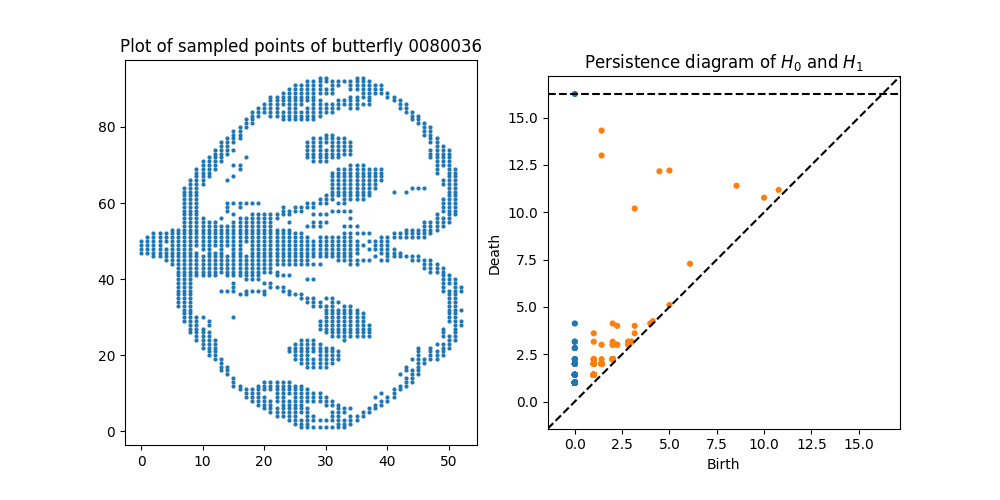 Plot of sampled points of butterfly 0080036
80
60
40
20
0
0 10 20 30 40 50
Persistence diagram of $H_0$ and $H_1$
15.0
12.5
10.0
7.5
5.0
2.5
0.0
Death
0.0 2.5 5.0 7.5 10.0 12.5 15.0
Birth